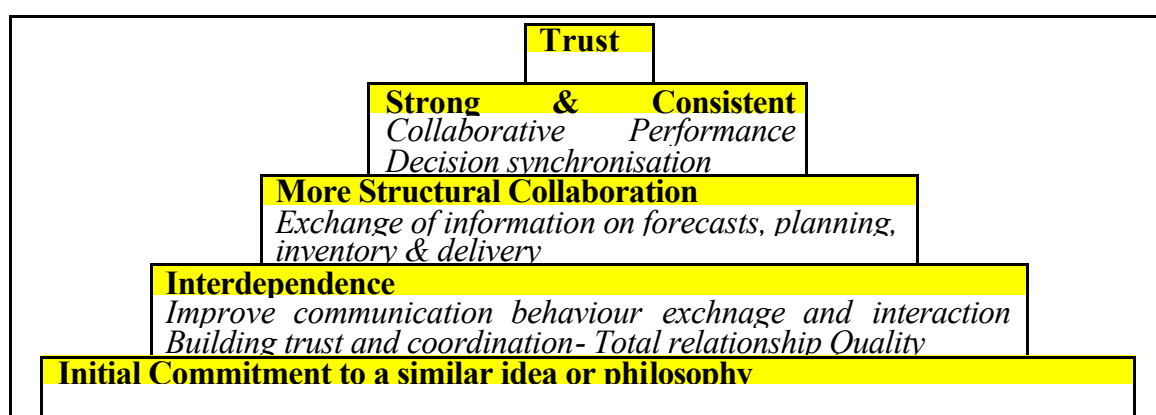 Trust
Strong & Consistent
Collaborative Performance
Decision synchronisation
More Structural Collaboration
Exchange of information on forecasts, planning,
inventory & delivery
Interdependence
Improve communication behaviour exchnage and interaction
Building trust and coordination- Total relationship Quality
Initial Commitment to a similar idea or philosophy